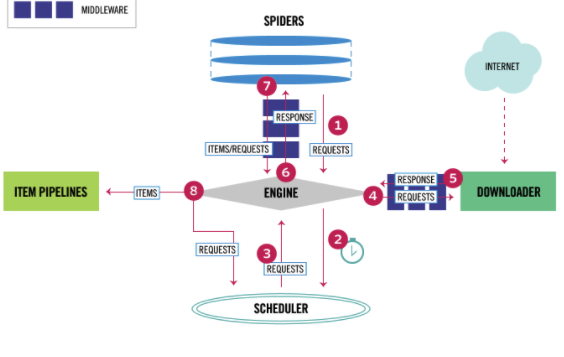 MIDDLEWARE
SPIDERS
INTERNET
7
RESPONSE
1
ITEMS/REQUESTS
REQUESTS
6
8
ENGINE
4
RESPONSE
5
REQUESTS
ITEM PIPELINES
ITEMS
DOWNLOADER
REQUESTS
3
REQUESTS
2
SCHEDULER